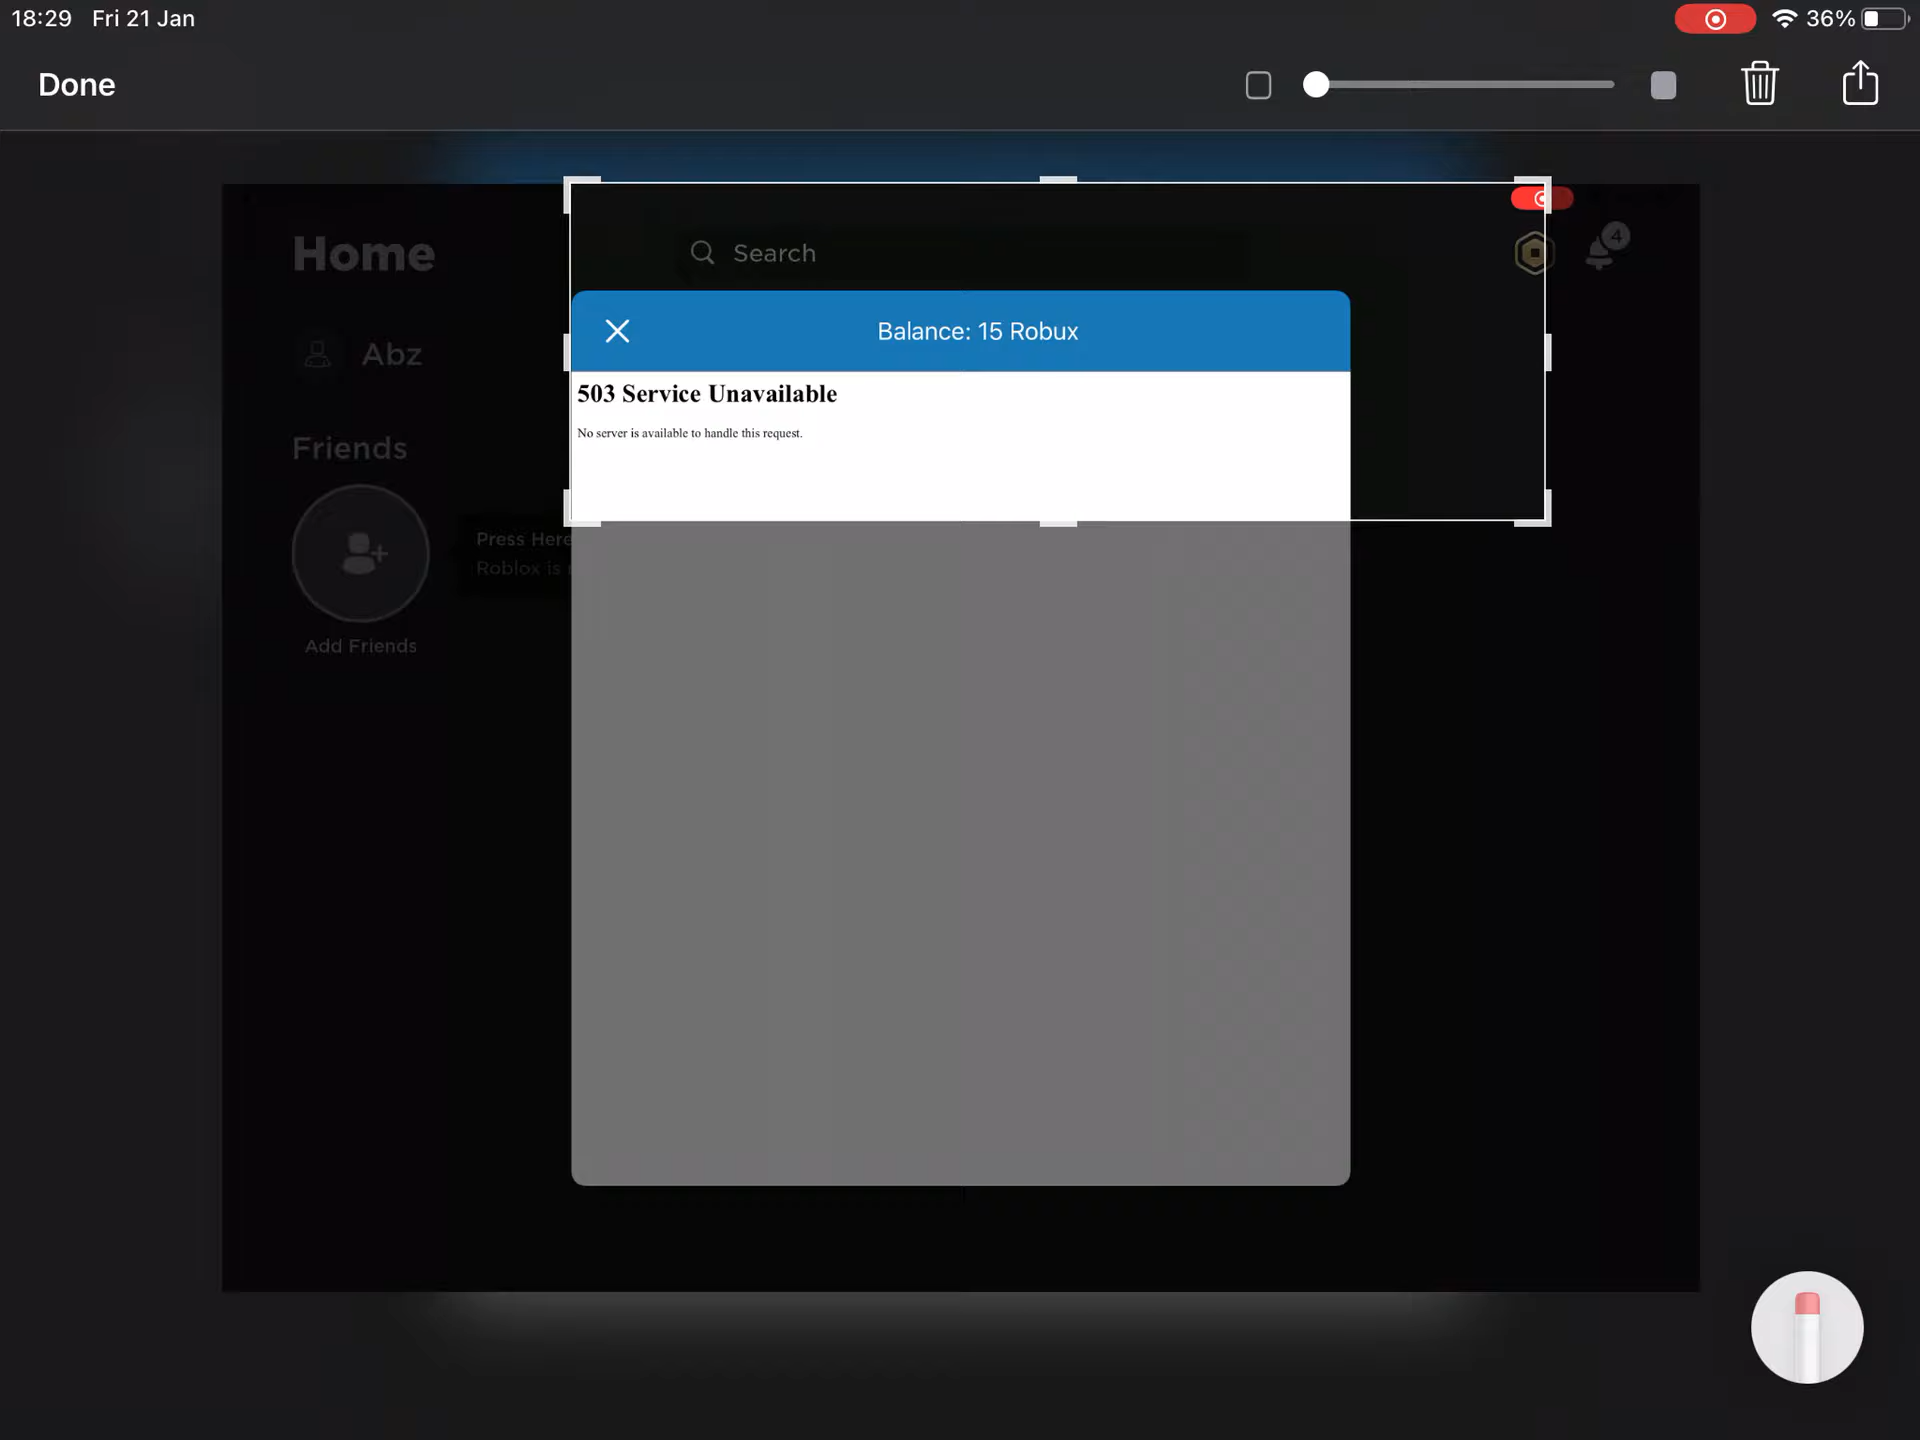 18:29 Fri 21 Jan
36%
Done
Home
Search
4
Abz
Balance: 15 Robux
503 Service Unavailable
No server is available to handle this request.
Friends
Press Here
Roblox is
Add Friends